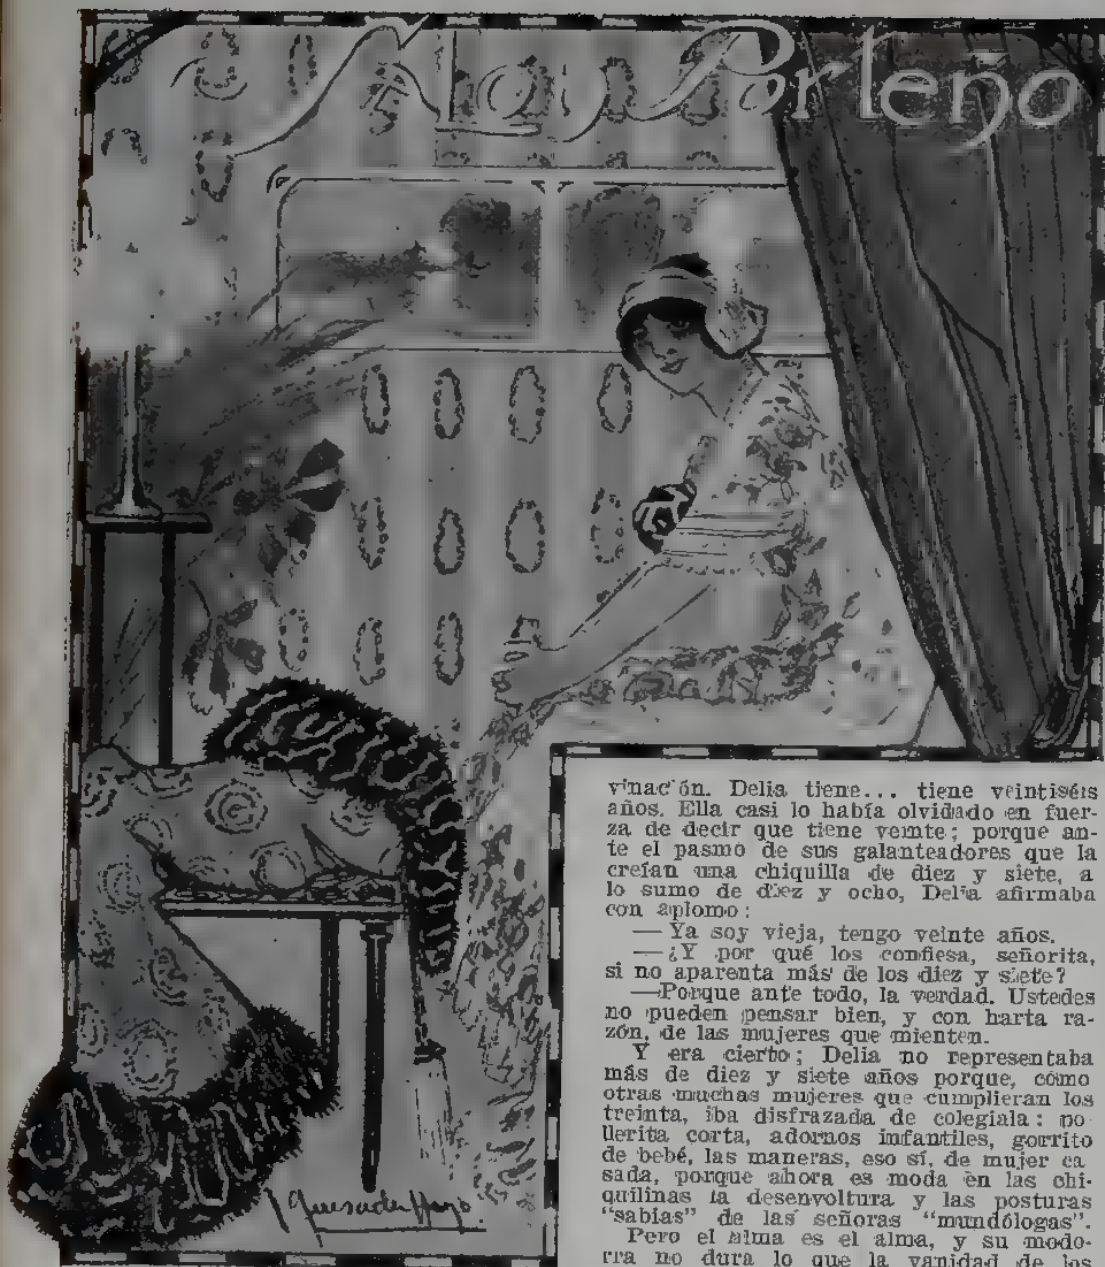 Porteño
vinación. Delia tiene... tiene veintiséis
años. Ella casi lo había olvidado en fuer-
za de decir que tiene veinte; porque an-
te el pasmo de sus galanteadores que la
creían una chiquilla de diez y siete, a
lo sumo de diez y ocho, Delia afirmaba
con aplomo:
— Ya soy vieja, tengo veinte años.
— ¿Y por qué los confiesa, señorita,
si no aparenta más de los diez y siete?
—Porque ante todo, la verdad. Ustedes
no pueden pensar bien, y con harta ra-
zón, de las mujeres que mienten.
Y era cierto; Delia no representaba
más de diez y siete años porque, como
otras muchas mujeres que cumplieran los
treinta, iba disfrazada de colegiala: po-
llerita corta, adornos infantiles, gorrito
de bebé, las maneras, eso sí, de mujer ca
sada, porque ahora es moda en las chi-
quilinas la desenvoltura y las posturas
"sabias" de las señoras "mundólogas".
Pero el alma es el alma, y su modo-
rra no dura lo que la vanidad de los